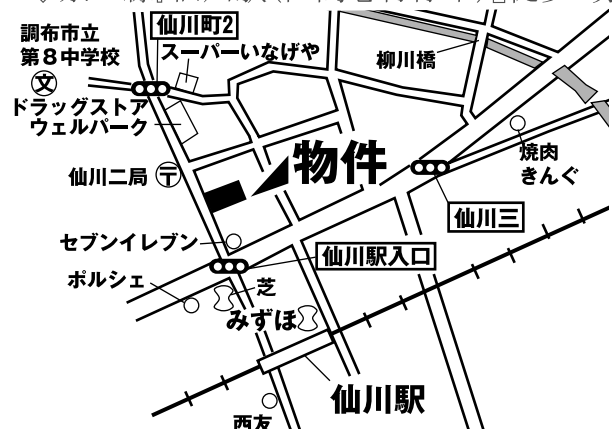 仙川町2
調布市立
第8中学校
スーパーいなげや
柳川橋
文
ドラッグストア
ウェルパーク
物件
焼肉
きんぐ
仙川二局
〒
仙川三
セブンイレブン
仙川駅入口
ポルシェ
芝
みずほ
仙川駅
西友